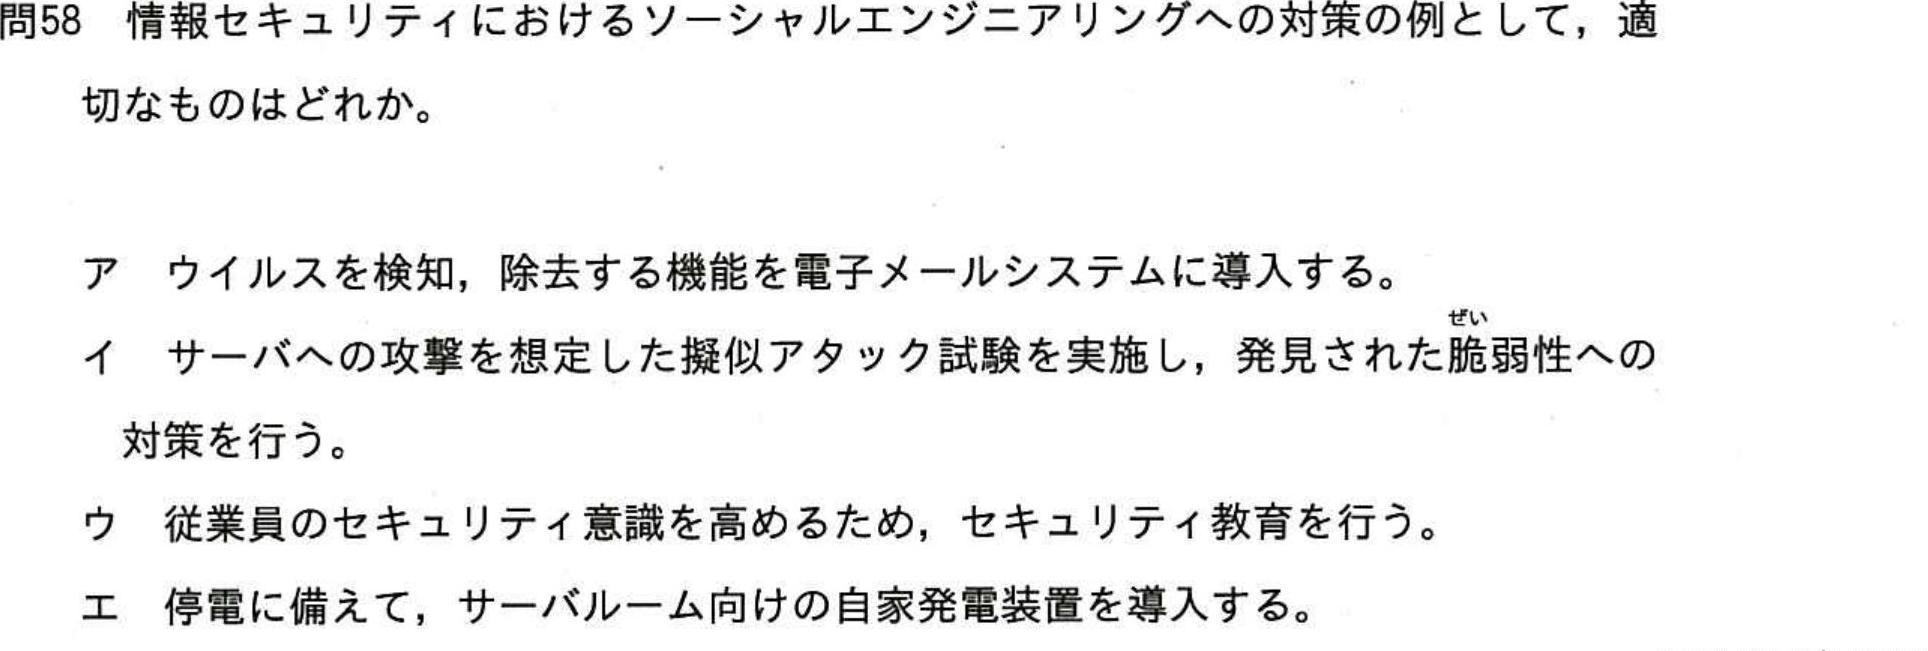 問58 情報セキュリティにおけるソーシャルエンジニアリングへの対策の例として，適
切なものはどれか。
ア ウイルスを検知，除去する機能を電子メールシステムに導入する。
ぜい
イ サーバへの攻撃を想定した擬似アタック試験を実施し，発見された脆弱性への
対策を行う。
ウ 従業員のセキュリティ意識を高めるため，セキュリティ教育を行う。
エ 停電に備えて，サーバルーム向けの自家発電装置を導入する。